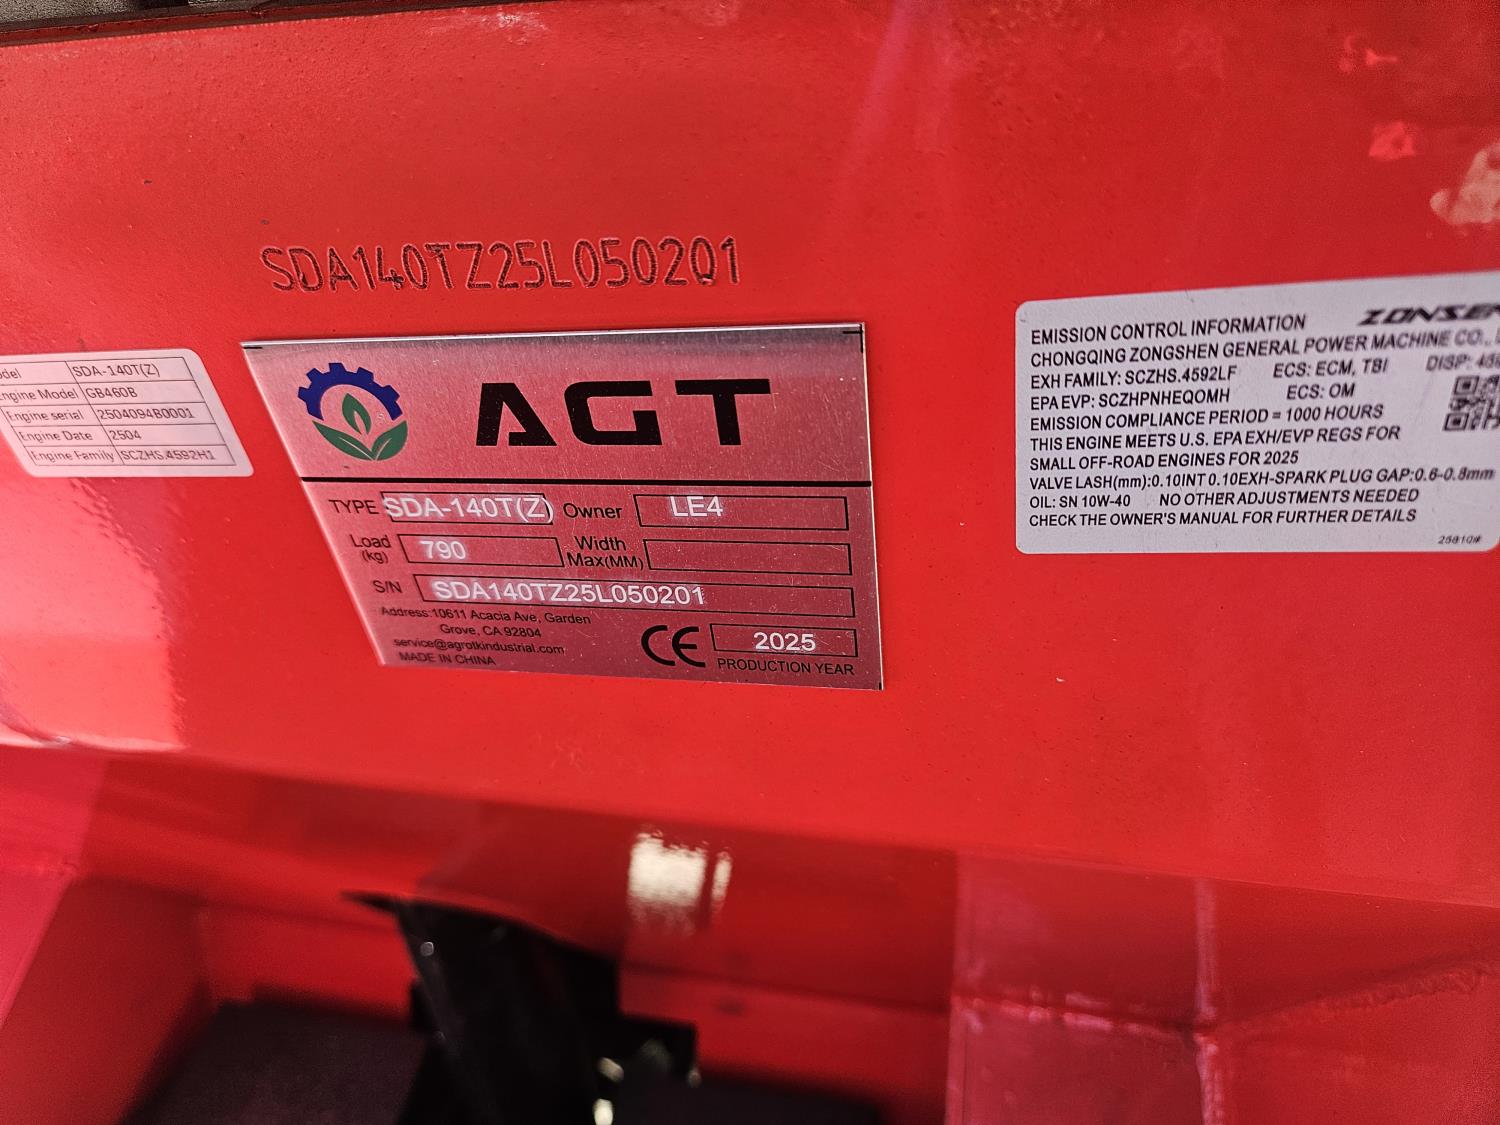 SDA140TZ25L050201
Model SDA-140T(Z)
Engine Model GB460B
Engine serial 2504094B0001
Engine Date 2504
Engine Family SCZHS.4592H1
AGT
TYPE SDA-140T(Z) Owner LE4
Load (kg) 790 Width Max(MM)
S/N SDA140TZ25L050201
Address:10611 Acacia Ave, Garden
Grove, CA 92804
service@agrotkindustrial.com
MADE IN CHINA
CE 2025
PRODUCTION YEAR
EMISSION CONTROL INFORMATION
CHONGQING ZONGSHEN GENERAL POWER MACHINE CO.,
EXH FAMILY: SCZHS.4592LF ECS: ECM, TBI DISP:
EPA EVP: SCZHPNHEQOMH ECS: OM
EMISSION COMPLIANCE PERIOD = 1000 HOURS
THIS ENGINE MEETS U.S. EPA EXH/EVP REGS FOR
SMALL OFF-ROAD ENGINES FOR 2025
VALVE LASH(mm):0.10INT 0.10EXH-SPARK PLUG GAP:0.6-0.8mm
OIL: SN 10W-40 NO OTHER ADJUSTMENTS NEEDED
CHECK THE OWNER'S MANUAL FOR FURTHER DETAILS